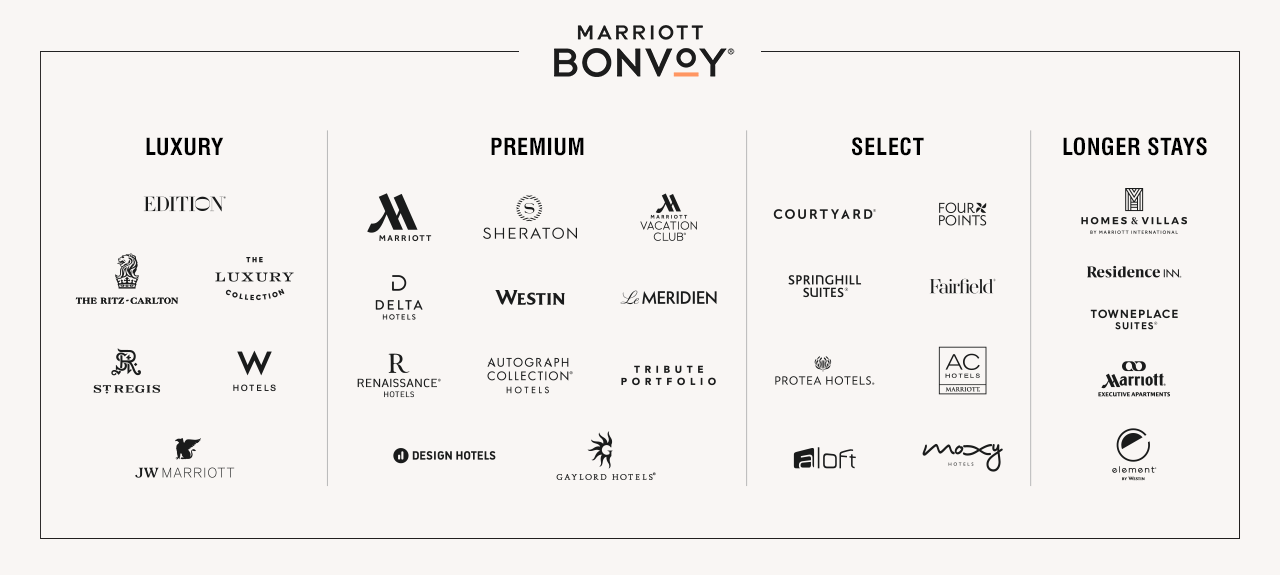 MARRIOTT
BONVOY®
LUXURY
EDITION
THE RITZ-CARLTON
THE
LUXURY
COLLECTION
ST REGIS
W
HOTELS
JW MARRIOTT
PREMIUM
MARRIOTT
S
SHERATON
MARRIOTT
VACATION
CLUB®
D
DELTA
HOTELS
WESTIN
Le MERIDIEN
R
RENAISSANCE®
HOTELS
AUTOGRAPH
COLLECTION®
HOTELS
TRIBUTE
PORTFOLIO
DESIGN HOTELS
G
GAYLORD HOTELS®
SELECT
COURTYARD®
FOUR
POINTS
SPRINGHILL
SUITES®
Fairfield®
PROTEA HOTELS.
AC
HOTELS
MARRIOTT
aloft
moxy
HOTELS
LONGER STAYS
HOMES & VILLAS
BY MARRIOTT INTERNATIONAL
Residence INN.
TOWNEPLACE
SUITES®
Marriott
EXECUTIVE APARTMENTS
element®
BY WESTIN